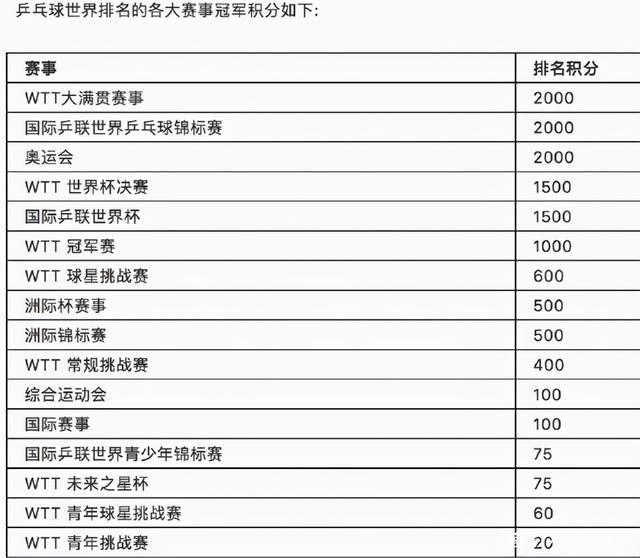 乒乓球世界排名的各大赛事冠军积分如下:
赛事 排名积分
WTT大满贯赛事 2000
国际乒联世界乒乓球锦标赛 2000
奥运会 2000
WTT 世界杯决赛 1500
国际乒联世界杯 1500
WTT 冠军赛 1000
WTT 球星挑战赛 600
洲际杯赛事 500
洲际锦标赛 500
WTT 常规挑战赛 400
综合运动会 100
国际赛事 100
国际乒联世界青少年锦标赛 75
WTT 未来之星杯 75
WTT 青年球星挑战赛 60
WTT 青年挑战赛 20